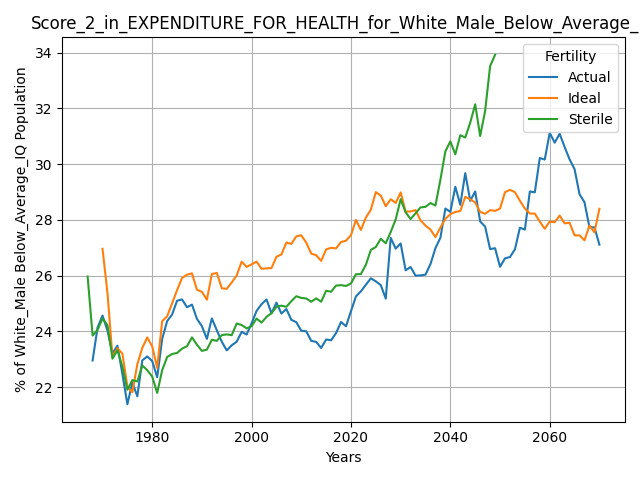 Score_2_in_EXPENDITURE_FOR_HEALTH_for_White_Male_Below_Average_
Fertility
Actual
Ideal
Sterile
% of White_Male Below_Average_IQ Population
34
32
30
28
26
24
22
1980
2000
2020
2040
2060
Years